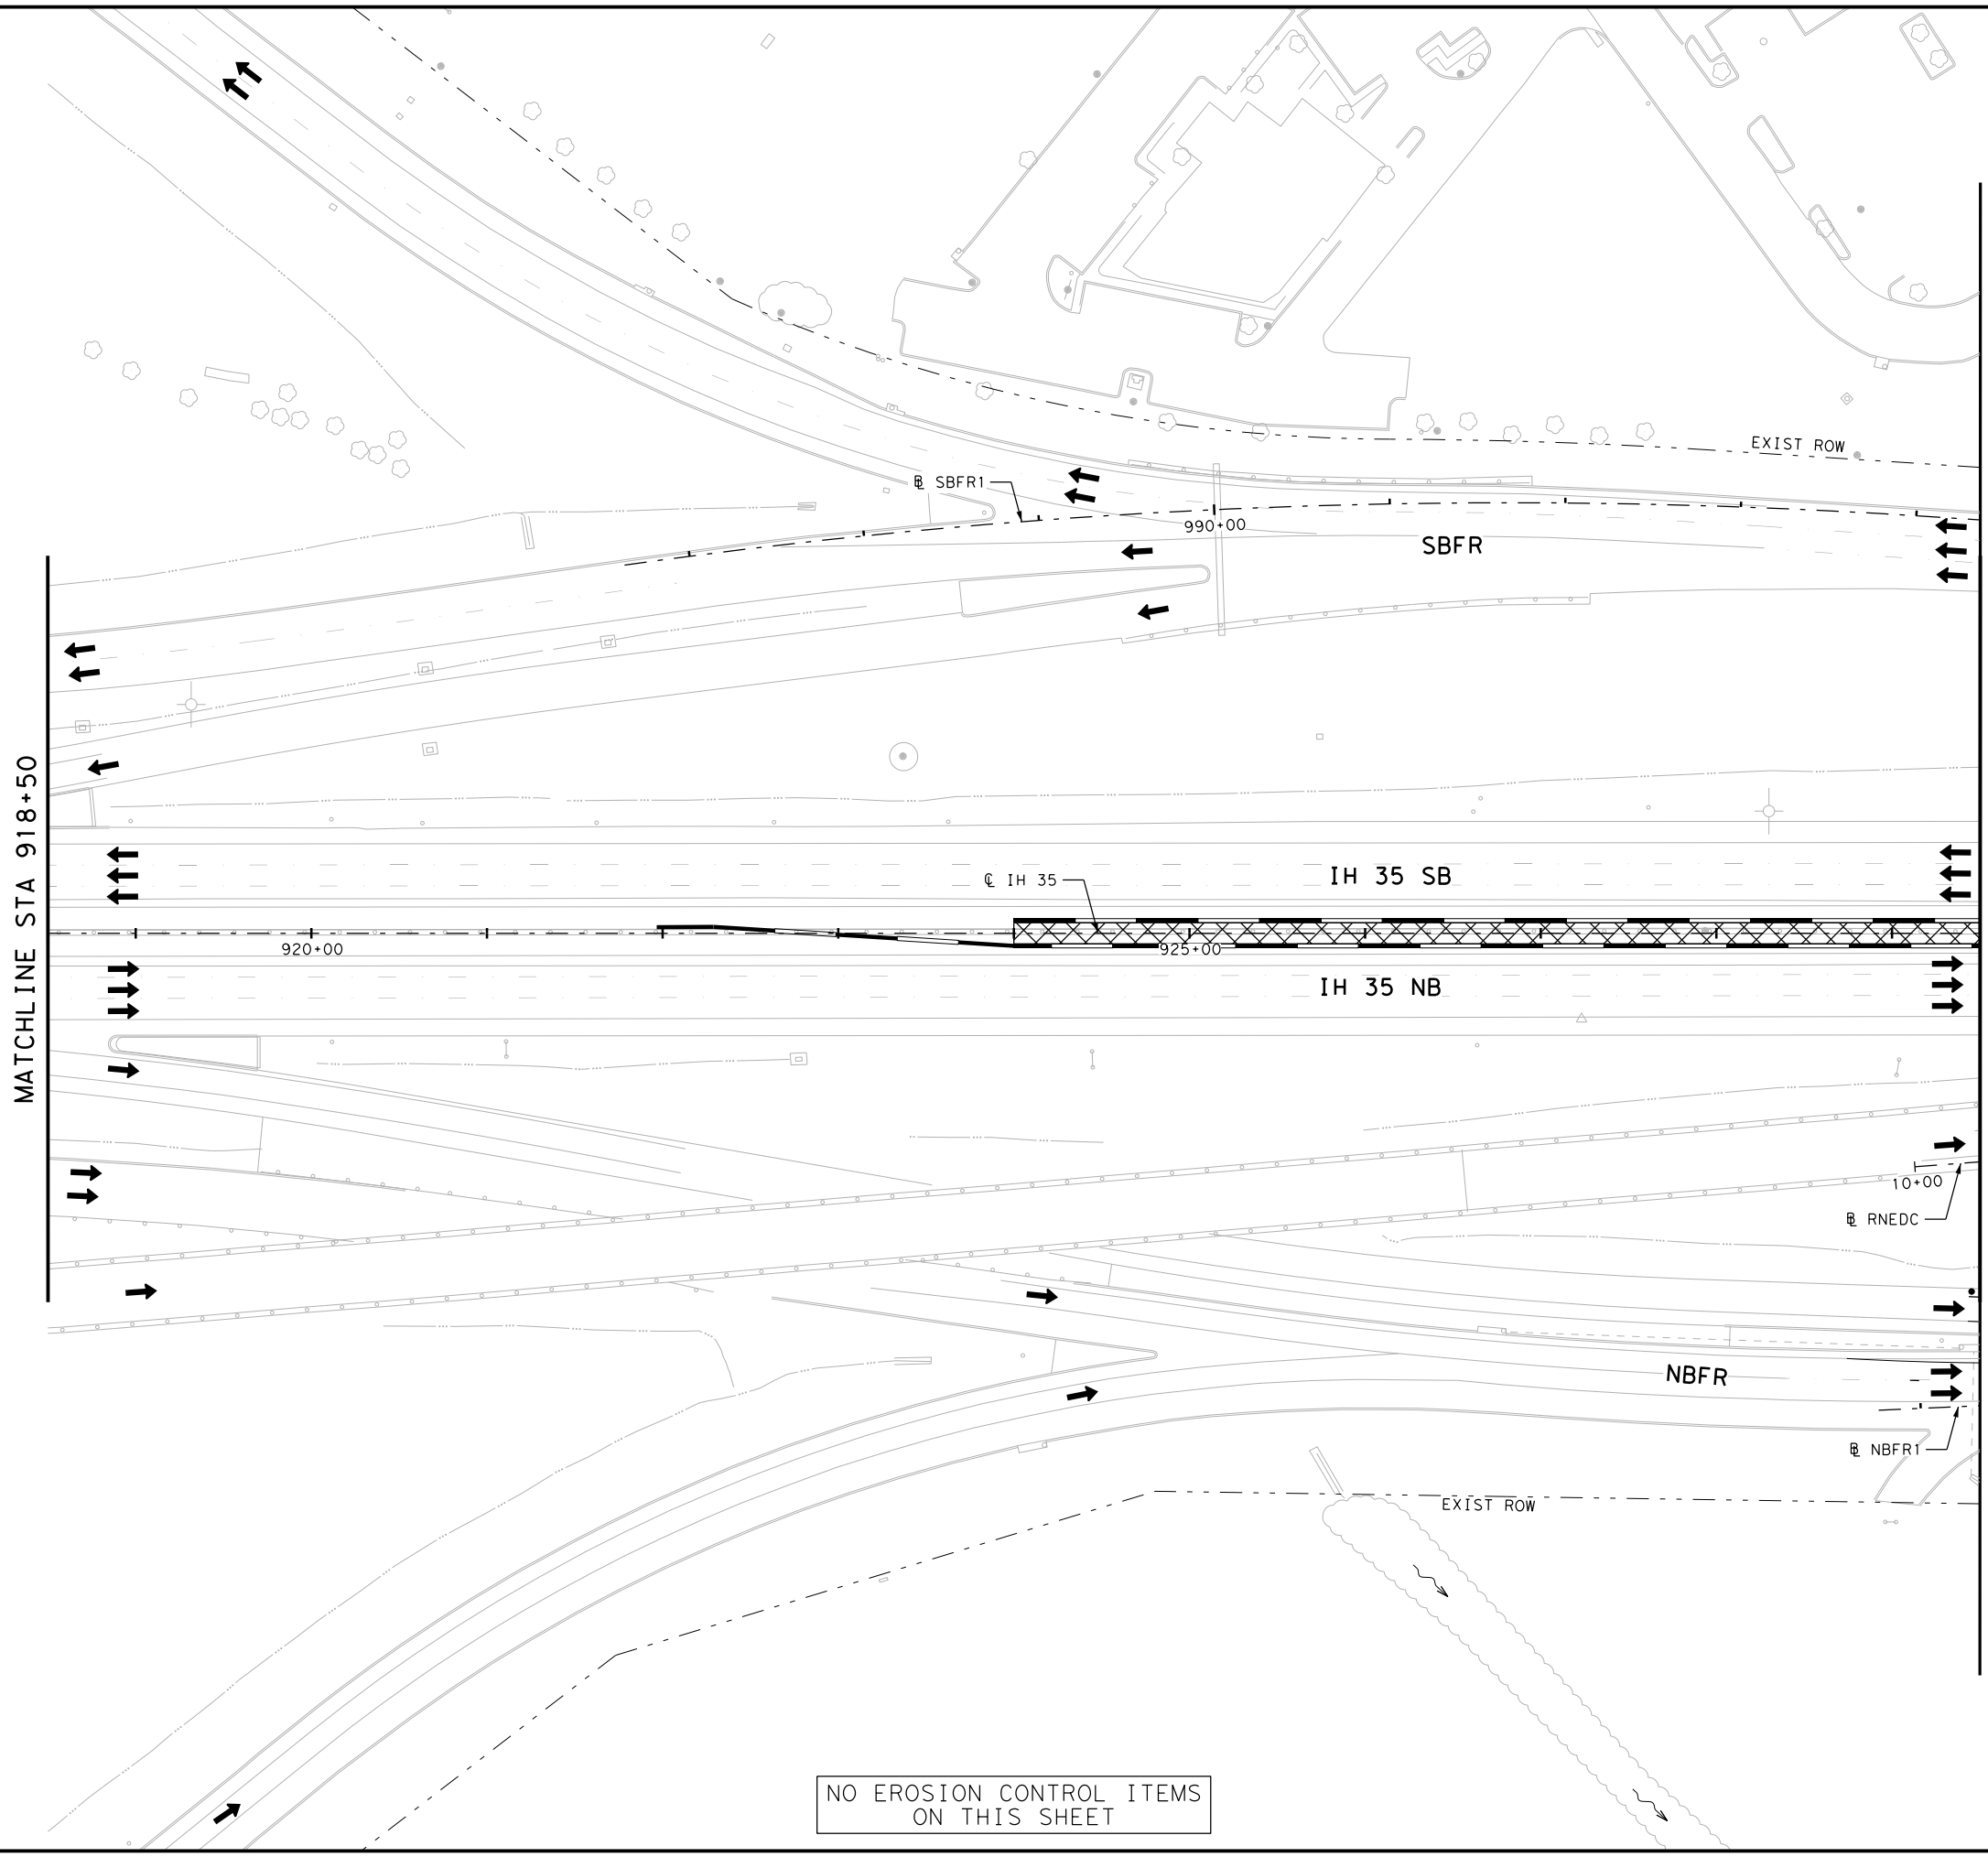 EXIST ROW
℄ SBFR1
990+00
SBFR
MATCHLINE STA 918+50
℄ IH 35
IH 35 SB
920+00
925+00
IH 35 NB
10+00
℄ RNEDC
NBFR
℄ NBFR1
EXIST ROW
NO EROSION CONTROL ITEMS
ON THIS SHEET